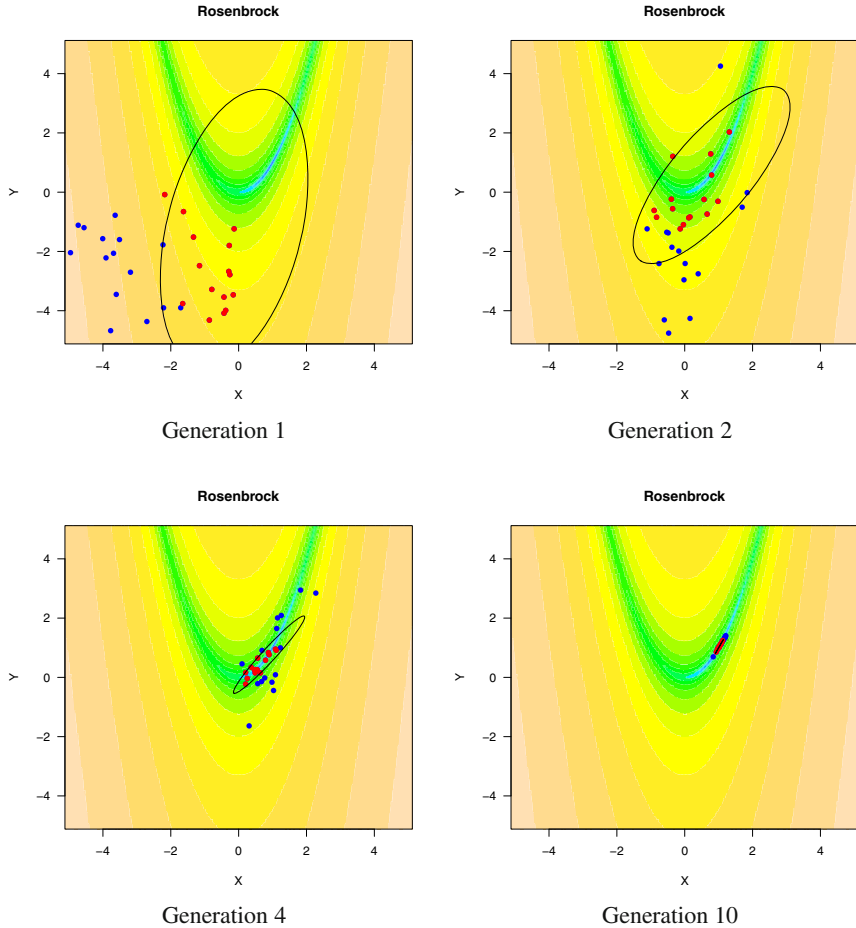 Rosenbrock
Y
4
2
0
−2
−4
−4 −2 0 2 4
X
Generation 1
Rosenbrock
Y
4
2
0
−2
−4
−4 −2 0 2 4
X
Generation 2
Rosenbrock
Y
4
2
0
−2
−4
−4 −2 0 2 4
X
Generation 4
Rosenbrock
Y
4
2
0
−2
−4
−4 −2 0 2 4
X
Generation 10